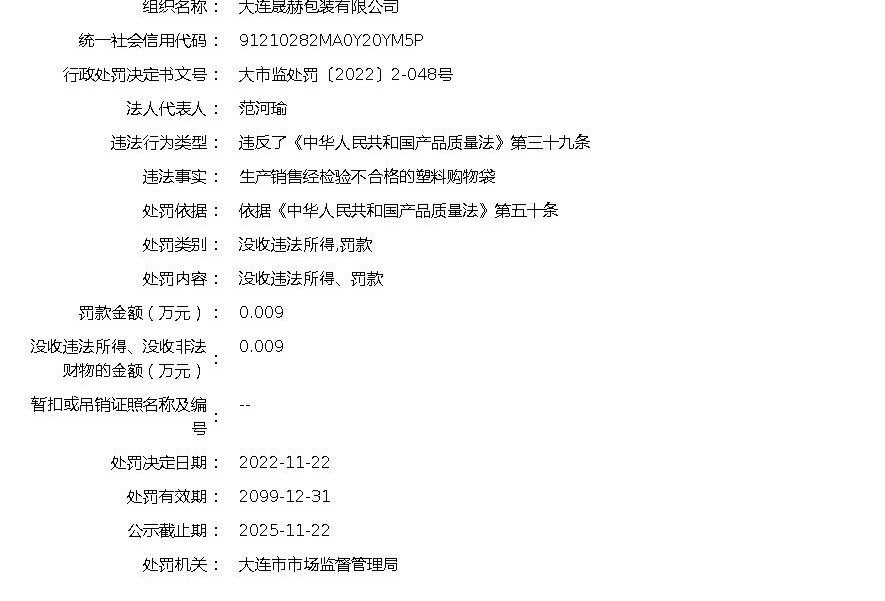 组织名称： 大连晟赫包装有限公司
统一社会信用代码： 91210282MA0Y20YM5P
行政处罚决定书文号： 大市监处罚〔2022〕2-048号
法人代表人： 范河瑜
违法行为类型： 违反了《中华人民共和国产品质量法》第三十九条
违法事实： 生产销售经检验不合格的塑料购物袋
处罚依据： 依据《中华人民共和国产品质量法》第五十条
处罚类别： 没收违法所得,罚款
处罚内容： 没收违法所得、罚款
罚款金额（万元）： 0.009
没收违法所得、没收非法
财物的金额（万元）： 0.009
暂扣或吊销证照名称及编
号： --
处罚决定日期： 2022-11-22
处罚有效期： 2099-12-31
公示截止期： 2025-11-22
处罚机关： 大连市市场监督管理局